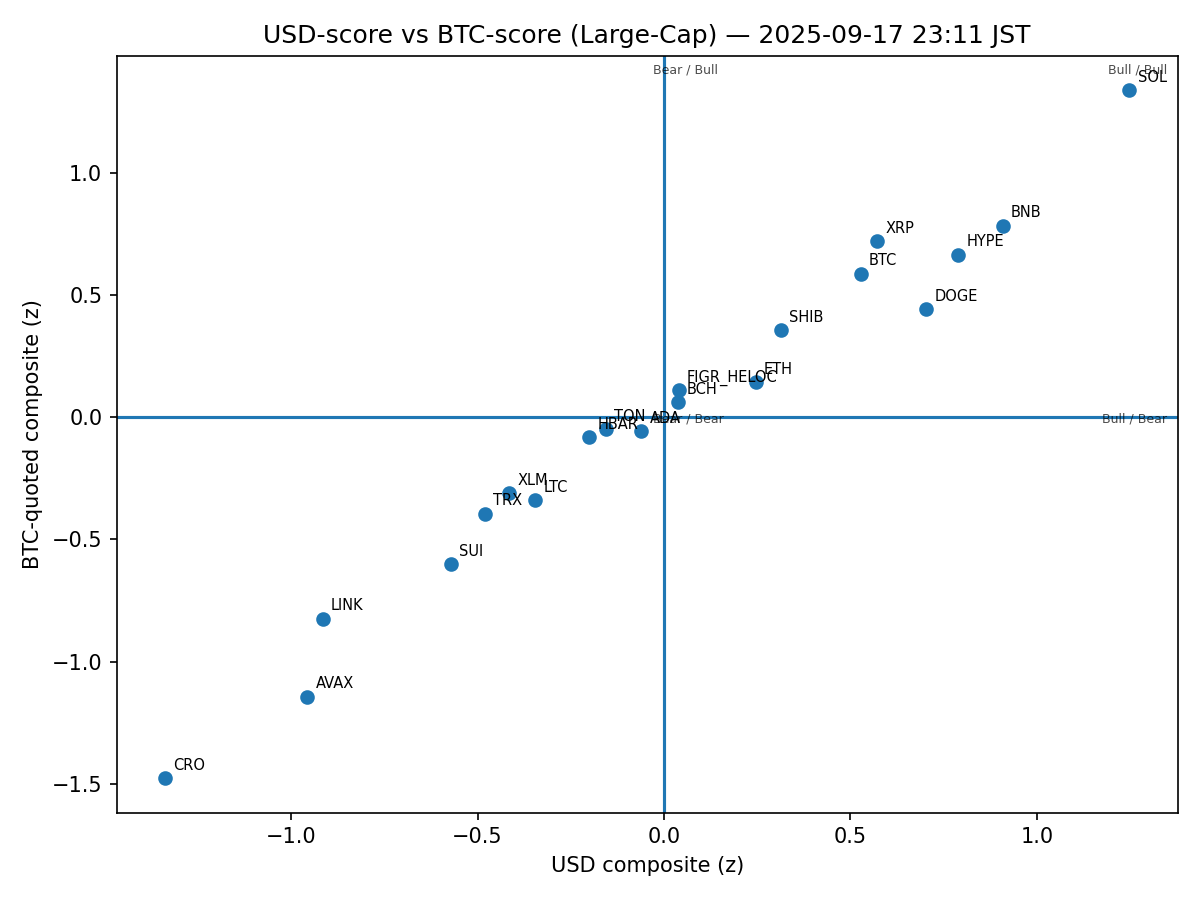 USD-score vs BTC-score (Large-Cap) — 2025-09-17 23:11 JST
Bear / Bull
Bull / Bull
SOL
1.0
BNB
XRP
HYPE
BTC
0.5
DOGE
SHIB
ETH
FIGR_HELOC
BCH
0.0
TON
ADA
Bear / Bear
Bull / Bear
HBAR
XLM
LTC
TRX
−0.5
SUI
LINK
−1.0
AVAX
CRO
−1.5
−1.0
−0.5
0.0
0.5
1.0
USD composite (z)
BTC-quoted composite (z)